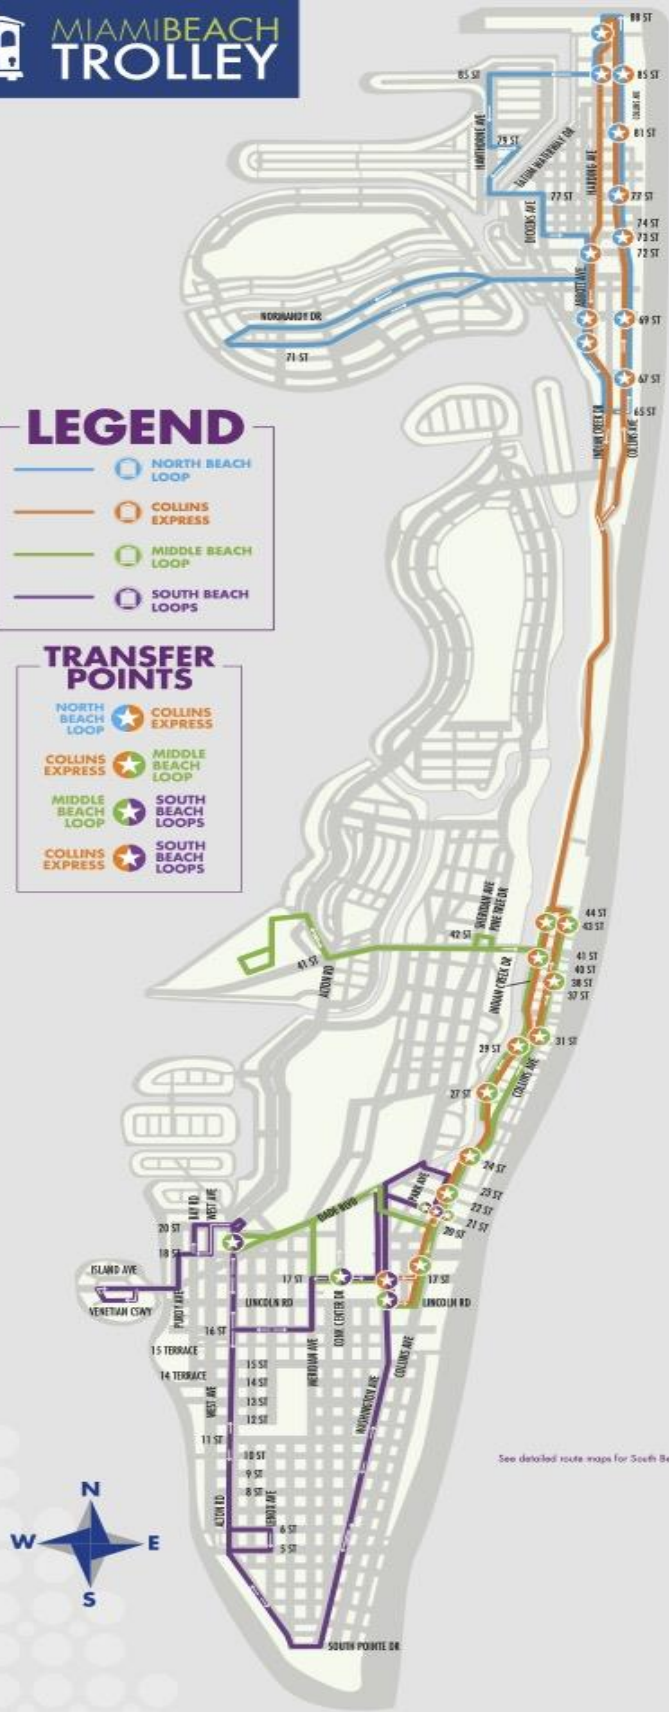 MIAMIBEACH
TROLLEY
88 ST
85 ST
85 ST
COLLINS AVE
HAWTHORNE AVE
79 ST
TATUM WATERWAY DR
HARDING AVE
81 ST
77 ST
77 ST
DICKENS AVE
74 ST
73 ST
72 ST
ABBOTT AVE
NORMANDY DR
71 ST
69 ST
67 ST
65 ST
INDIAN CREEK DR
COLLINS AVE
LEGEND
NORTH BEACH
LOOP
COLLINS
EXPRESS
MIDDLE BEACH
LOOP
SOUTH BEACH
LOOPS
TRANSFER
POINTS
NORTH
BEACH
LOOP
COLLINS
EXPRESS
COLLINS
EXPRESS
MIDDLE
BEACH
LOOP
MIDDLE
BEACH
LOOP
SOUTH
BEACH
LOOPS
COLLINS
EXPRESS
SOUTH
BEACH
LOOPS
SHERIDAN AVE
PINE TREE DR
44 ST
43 ST
42 ST
41 ST
ALTON RD
INDIAN CREEK DR
41 ST
40 ST
38 ST
37 ST
31 ST
29 ST
COLLINS AVE
27 ST
24 ST
PARK AVE
23 ST
22 ST
21 ST
20 ST
DADE BLVD
BAY RD
WEST AVE
20 ST
18 ST
ISLAND AVE
VENETIAN CSWY
PURDY AVE
17 ST
17 ST
LINCOLN RD
LINCOLN RD
CONV. CENTER DR
MERIDIAN AVE
16 ST
15 TERRACE
14 TERRACE
15 ST
14 ST
13 ST
12 ST
WEST AVE
11 ST
10 ST
9 ST
8 ST
WASHINGTON AVE
COLLINS AVE
ALTON RD
LENOX AVE
6 ST
5 ST
SOUTH POINTE DR
See detailed route maps for South Be
N
W
E
S